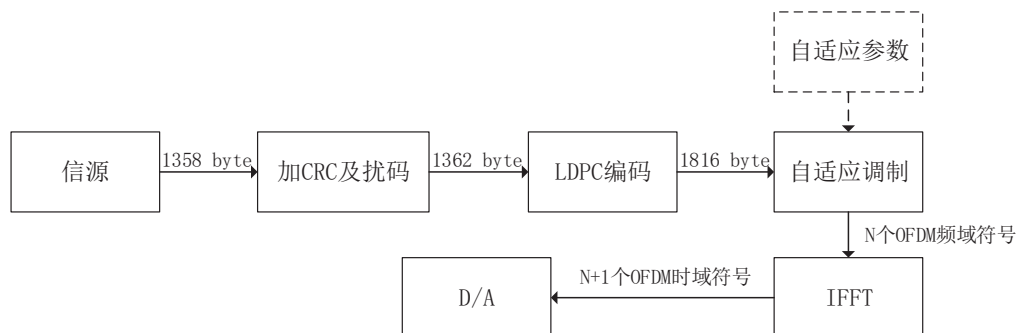 自适应参数
信源
1358 byte
加CRC及扰码
1362 byte
LDPC编码
1816 byte
自适应调制
N个OFDM频域符号
D/A
N+1个OFDM时域符号
IFFT